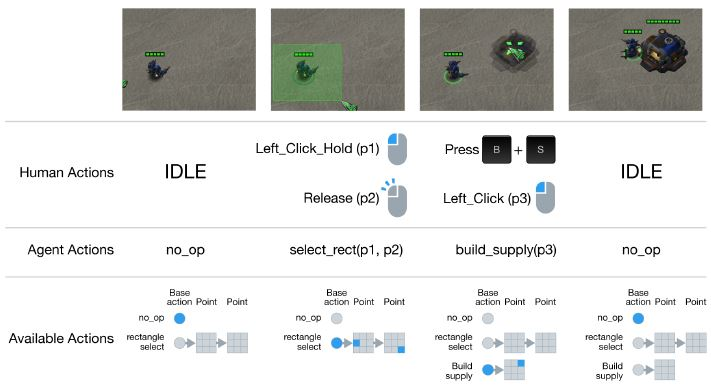 Human Actions
IDLE
Left_Click_Hold (p1)
Release (p2)
Press B + S
Left_Click (p3)
IDLE
Agent Actions
no_op
select_rect(p1, p2)
build_supply(p3)
no_op
Available Actions
Base
action Point Point
no_op
rectangle
select
Base
action Point Point
no_op
rectangle
select
Base
action Point Point
no_op
rectangle
select
Build
supply
Base
action Point Point
no_op
rectangle
select
Build
supply